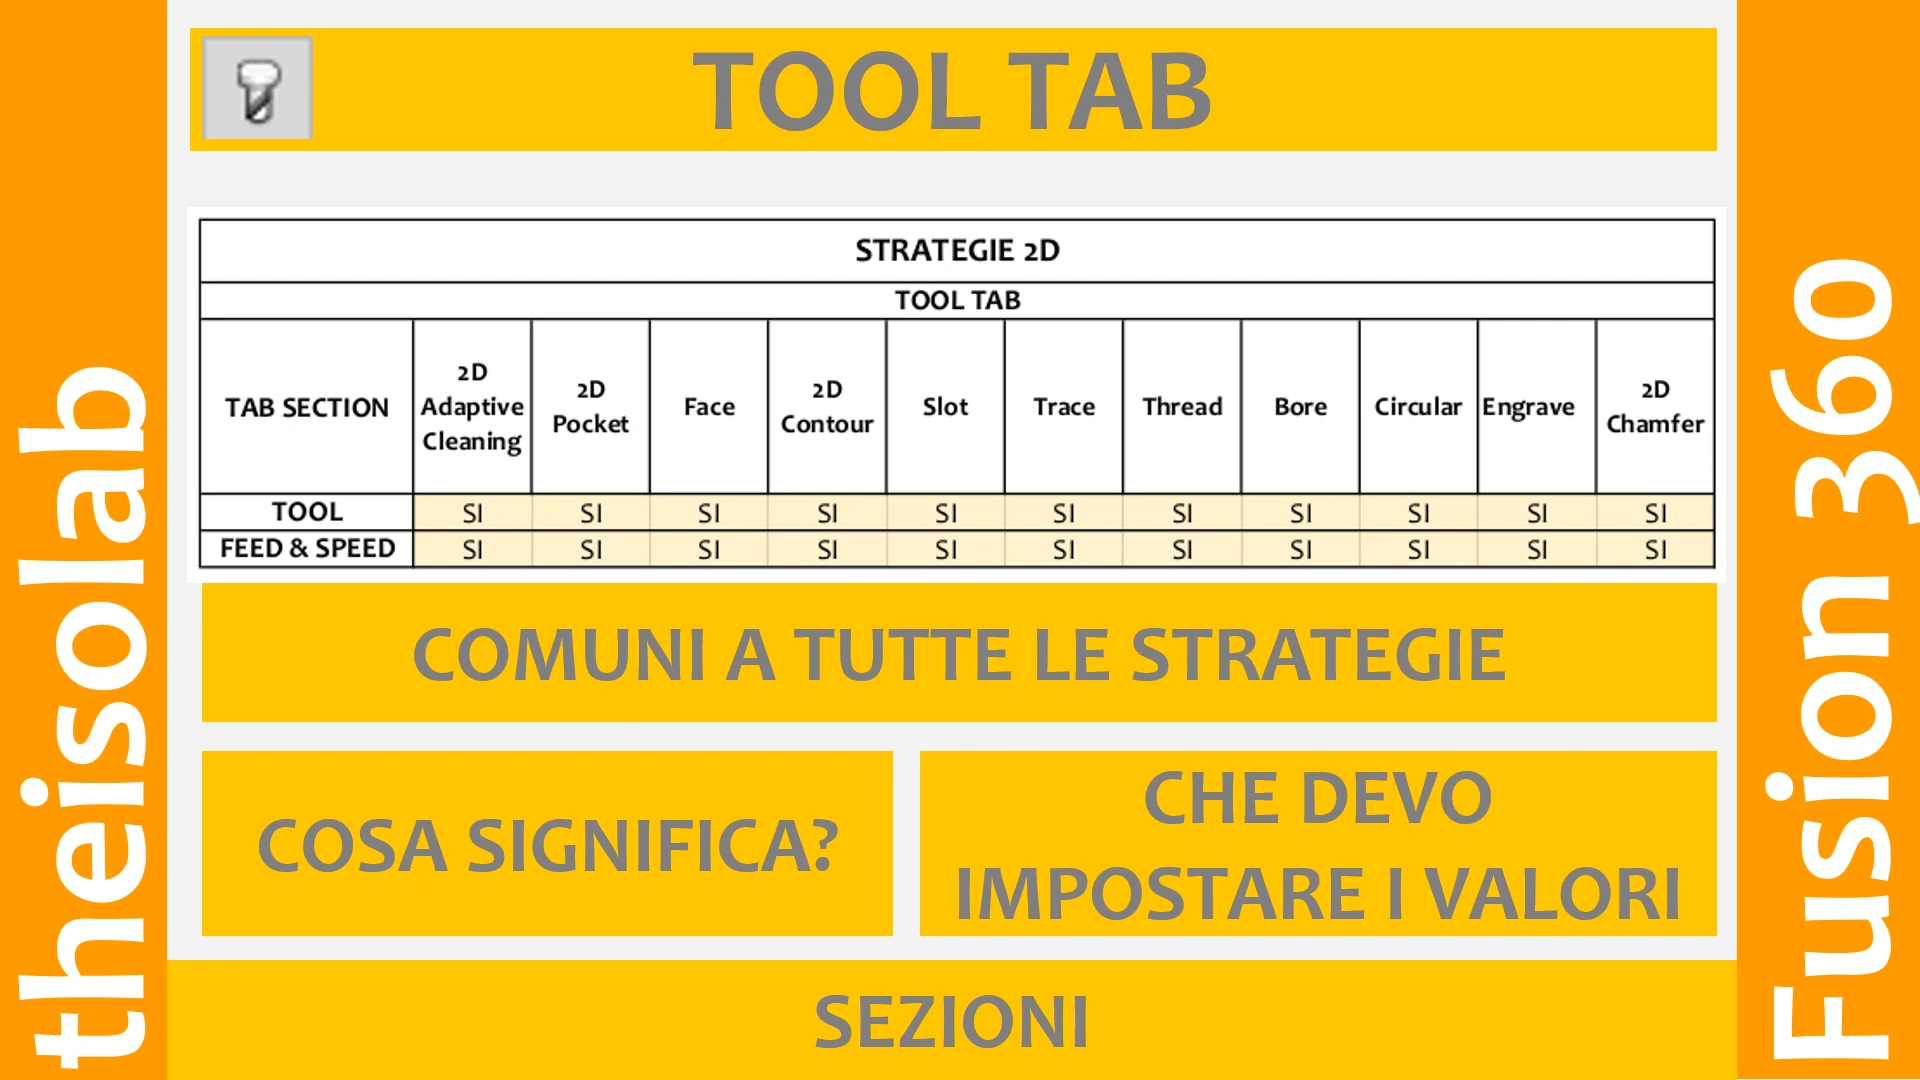 theisolab
TOOL TAB
STRATEGIE 2D
TOOL TAB
TAB SECTION
2D
Adaptive
Cleaning
2D
Pocket
Face
2D
Contour
Slot
Trace
Thread
Bore
Circular
Engrave
2D
Chamfer
TOOL SI SI SI SI SI SI SI SI SI SI SI
FEED & SPEED SI SI SI SI SI SI SI SI SI SI SI
COMUNI A TUTTE LE STRATEGIE
COSA SIGNIFICA?
CHE DEVO
IMPOSTARE I VALORI
SEZIONI
Fusion 360